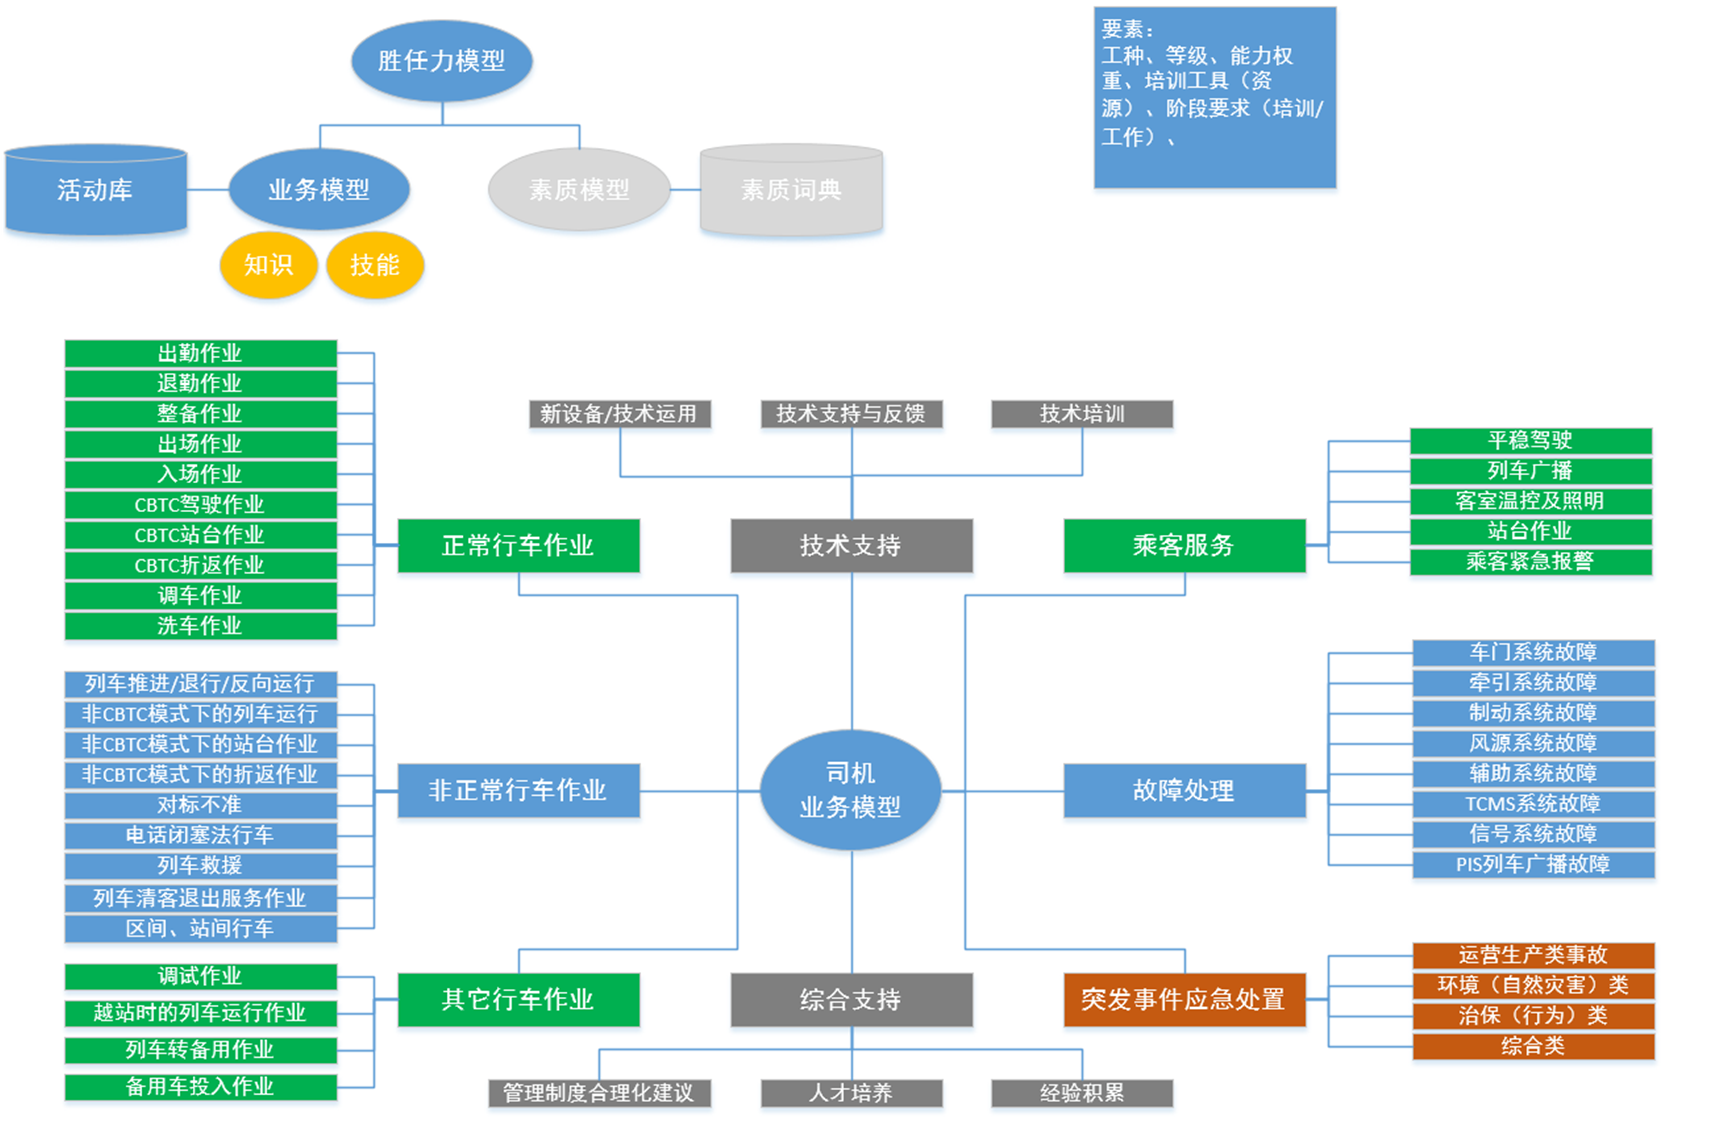 胜任力模型
要素：
工种、等级、能力权
重、培训工具（资
源）、阶段要求（培训/
工作）、
活动库
业务模型
素质模型
素质词典
知识
技能
出勤作业
退勤作业
整备作业
出场作业
入场作业
CBTC驾驶作业
CBTC站台作业
CBTC折返作业
调车作业
洗车作业
正常行车作业
新设备/技术运用
技术支持与反馈
技术培训
技术支持
乘客服务
平稳驾驶
列车广播
客室温控及照明
站台作业
乘客紧急报警
列车推进/退行/反向运行
非CBTC模式下的列车运行
非CBTC模式下的站台作业
非CBTC模式下的折返作业
对标不准
电话闭塞法行车
列车救援
列车清客退出服务作业
区间、站间行车
非正常行车作业
司机
业务模型
故障处理
车门系统故障
牵引系统故障
制动系统故障
风源系统故障
辅助系统故障
TCMS系统故障
信号系统故障
PIS列车广播故障
调试作业
越站时的列车运行作业
列车转备用作业
备用车投入作业
其它行车作业
综合支持
管理制度合理化建议
人才培养
经验积累
突发事件应急处置
运营生产类事故
环境（自然灾害）类
治保（行为）类
综合类